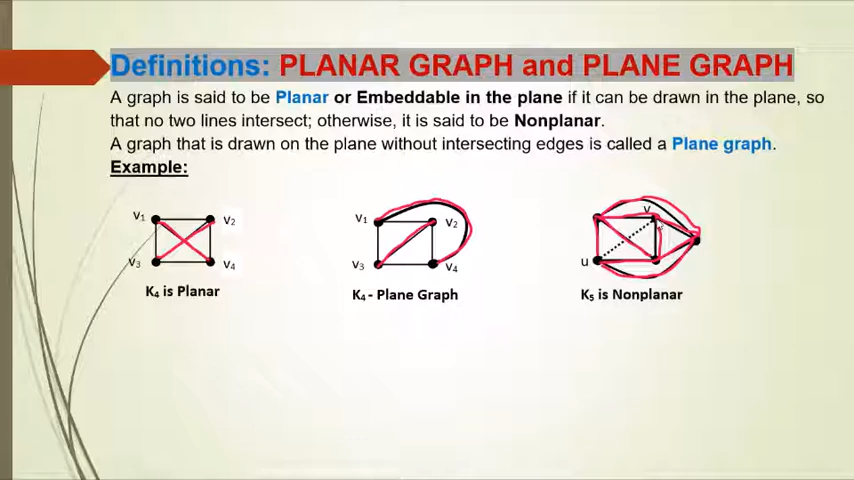 Definitions: PLANAR GRAPH and PLANE GRAPH
A graph is said to be Planar or Embeddable in the plane if it can be drawn in the plane, so
that no two lines intersect; otherwise, it is said to be Nonplanar.
A graph that is drawn on the plane without intersecting edges is called a Plane graph.
Example:
v₁ v₂ v₁ v₂ v
v₃ v₄ v₃ v₄ u
K₄ is Planar K₄ - Plane Graph K₅ is Nonplanar